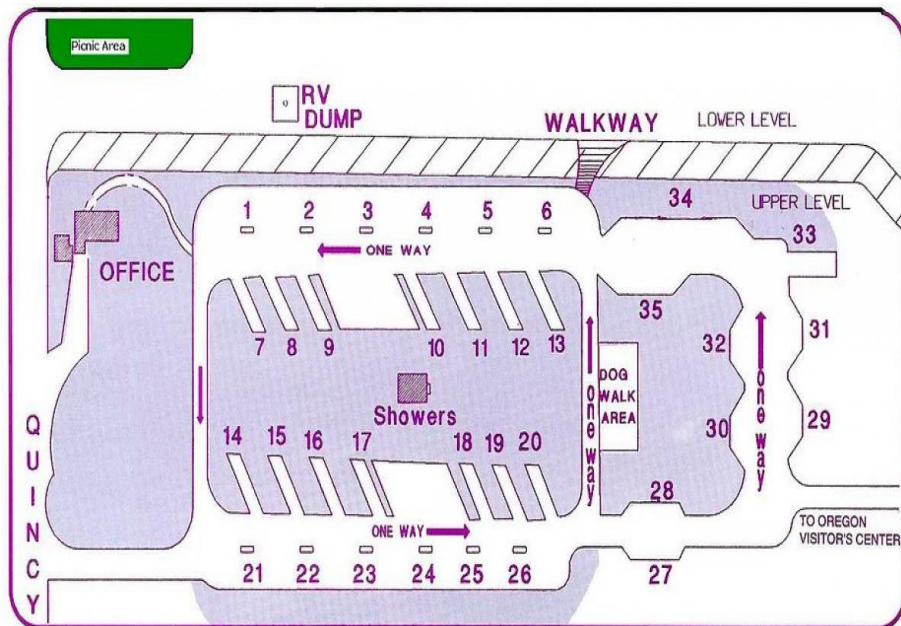 Picnic Area
RV
DUMP
WALKWAY
LOWER LEVEL
34
UPPER LEVEL
1 2 3 4 5 6
33
ONE WAY
OFFICE
35
7 8 9 10 11 12 13
32
31
DOG
WALK
AREA
Showers
one way
one way
14 15 16 17 18 19 20
30
29
28
ONE WAY
TO OREGON
VISITOR'S CENTER
21 22 23 24 25 26
27
QUINCY